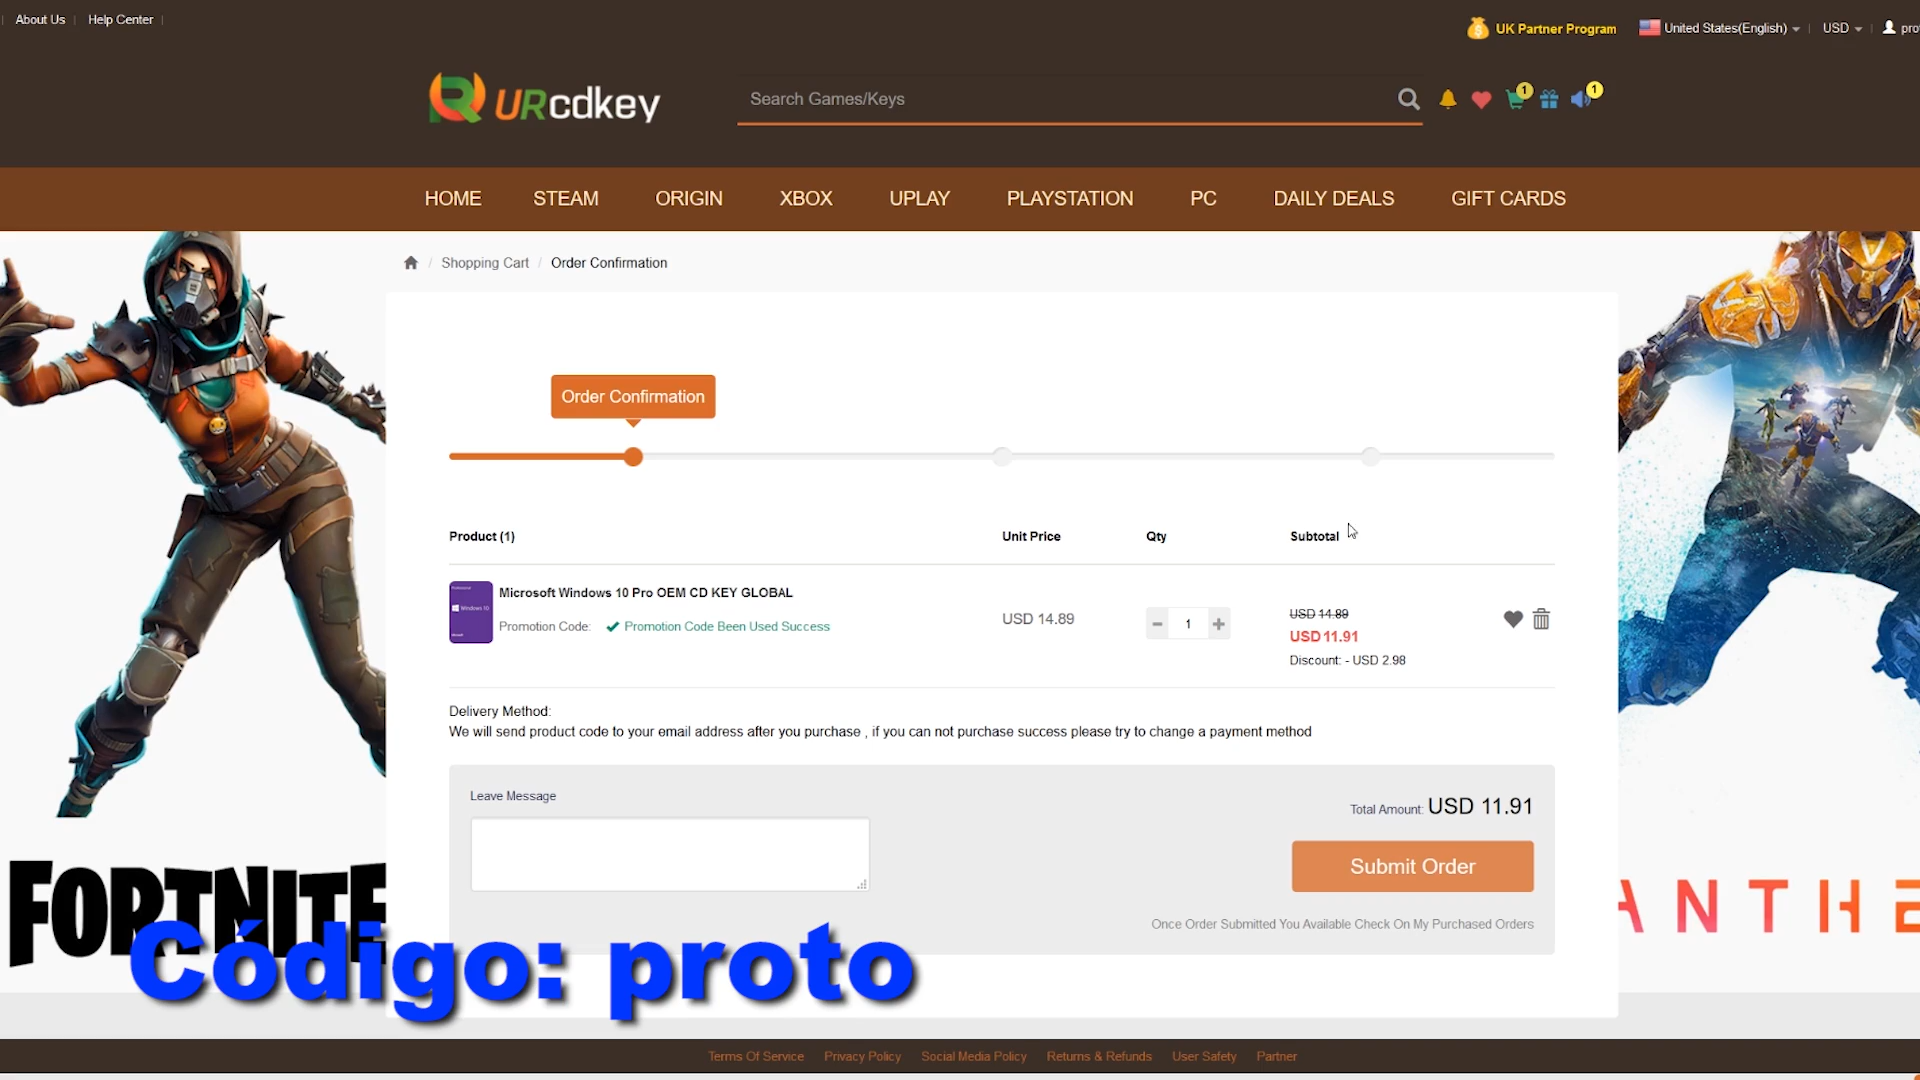 About Us
Help Center
UK Partner Program
United States(English)
USD
pro
URcdkey
Search Games/Keys
1
1
HOME
STEAM
ORIGIN
XBOX
UPLAY
PLAYSTATION
PC
DAILY DEALS
GIFT CARDS
/ Shopping Cart / Order Confirmation
Order Confirmation
Product (1)
Unit Price
Qty
Subtotal
Microsoft Windows 10 Pro OEM CD KEY GLOBAL
Promotion Code: Promotion Code Been Used Success
Windows 10
USD 14.89
1
USD 14.89
USD 11.91
Discount: - USD 2.98
Delivery Method:
We will send product code to your email address after you purchase , if you can not purchase success please try to change a payment method
Leave Message
Total Amount: USD 11.91
Submit Order
Once Order Submitted You Available Check On My Purchased Orders
FORTNITE
ANTHE
Código: proto
Terms Of Service
Privacy Policy
Social Media Policy
Returns & Refunds
User Safety
Partner